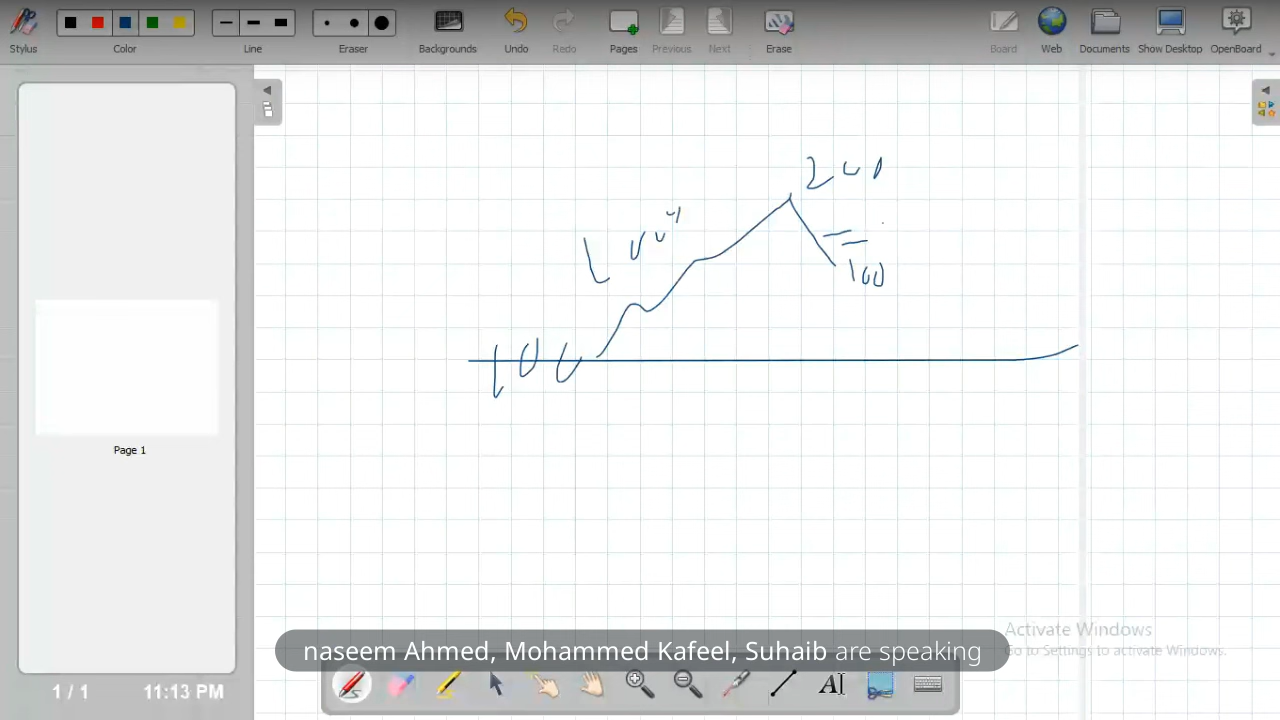 Stylus Color Line Eraser Backgrounds Undo Redo Pages Previous Next Erase Board Web Documents Show Desktop OpenBoard
200
100
100
Page 1
Activate Windows
Go to Settings to activate Windows.
naseem Ahmed, Mohammed Kafeel, Suhaib are speaking
1 / 1 11:13 PM